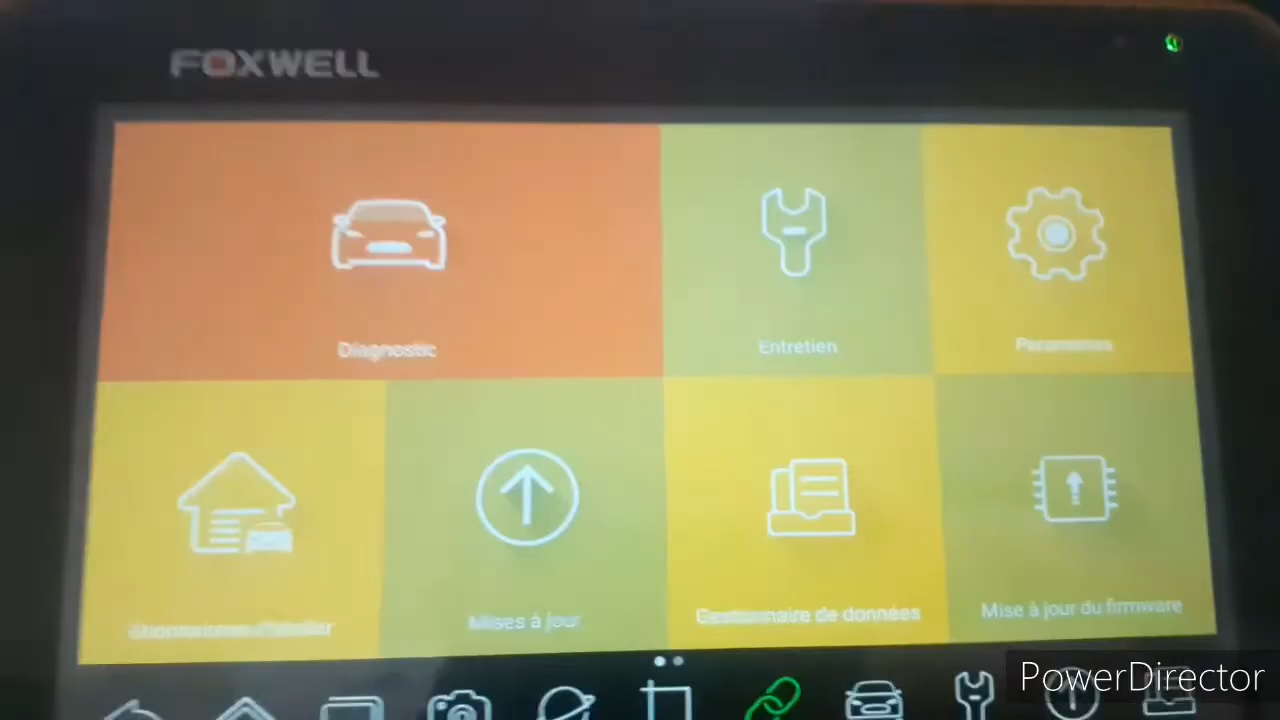 FOXWELL
Diagnostic
Entretien
Paramètres
Mises à jour
Gestionnaire de données
Mise à jour du firmware
PowerDirector